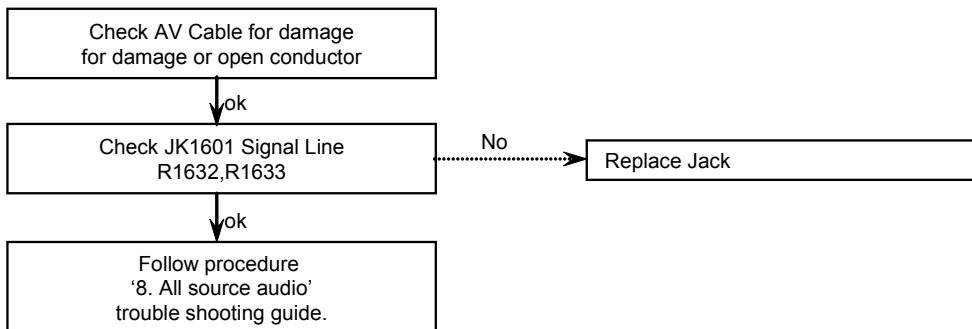 Check AV Cable for damage
for damage or open conductor
ok
Check JK1601 Signal Line
R1632,R1633
No
Replace Jack
ok
Follow procedure
‘8. All source audio’
trouble shooting guide.